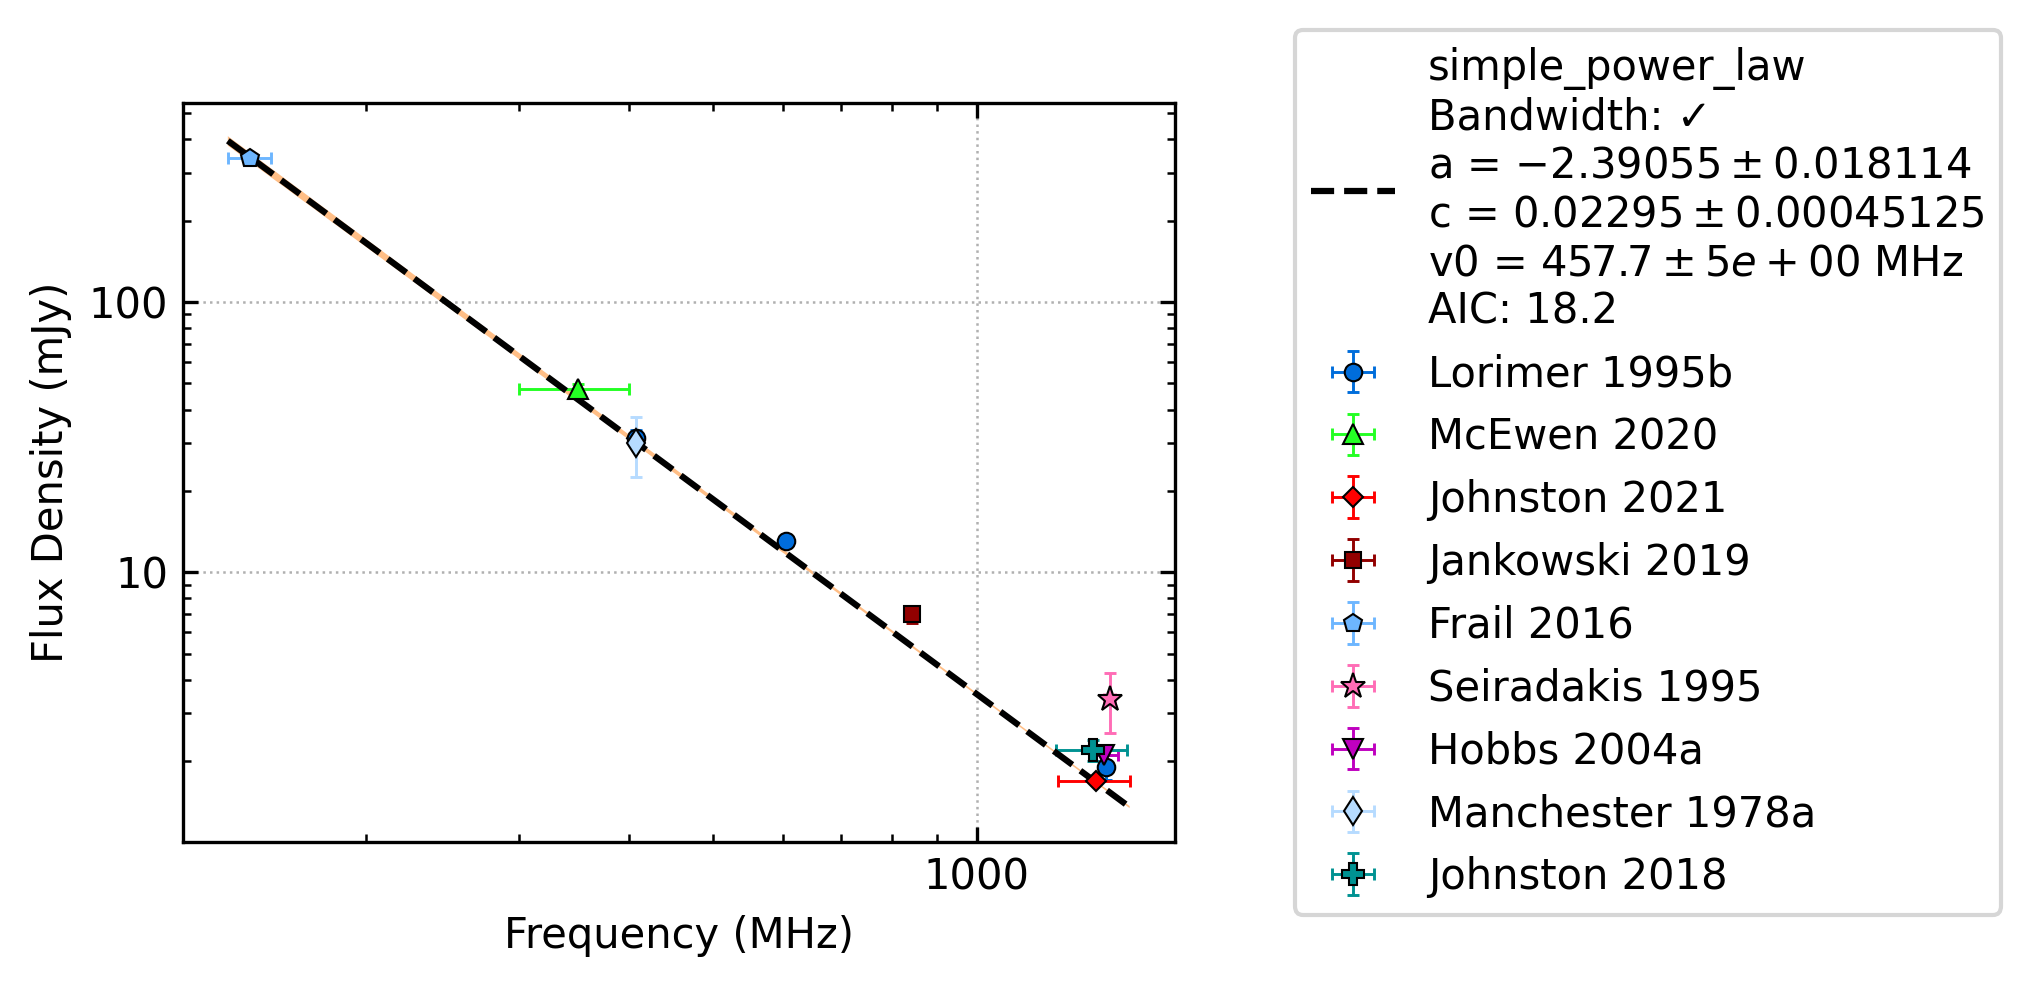 Flux Density (mJy)
100
10
1000
Frequency (MHz)
simple_power_law
Bandwidth: ✓
a = −2.39055 ± 0.018114
c = 0.02295 ± 0.00045125
v0 = 457.7 ± 5e + 00 MHz
AIC: 18.2
Lorimer 1995b
McEwen 2020
Johnston 2021
Jankowski 2019
Frail 2016
Seiradakis 1995
Hobbs 2004a
Manchester 1978a
Johnston 2018